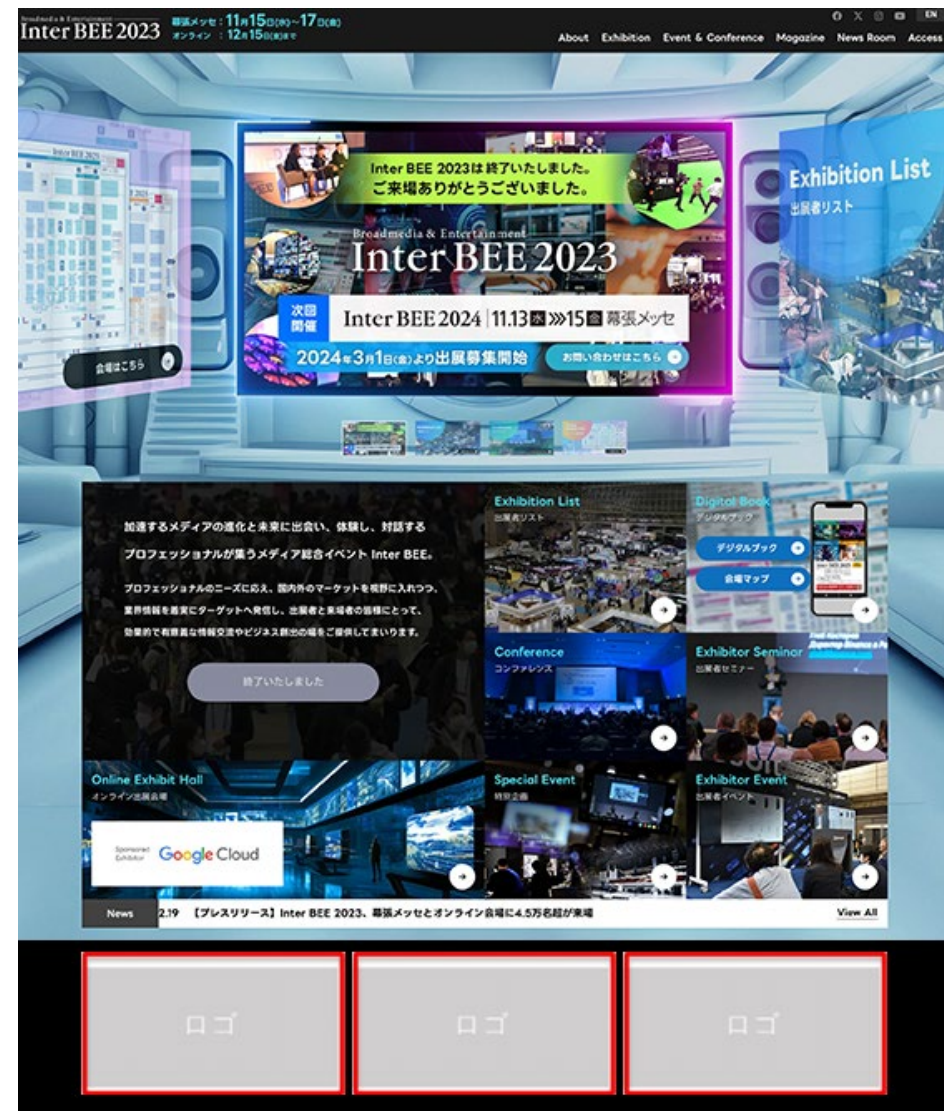 Broadmedia & Entertainment
Inter BEE 2023
幕張メッセ：11月15日(水)〜17日(金)
オンライン：12月15日(金)まで
EN
About Exhibition Event & Conference Magazine News Room Access
Inter BEE 2023
会場はこちら
Inter BEE 2023は終了いたしました。
ご来場ありがとうございました。
Broadmedia & Entertainment
Inter BEE 2023
次回開催
Inter BEE 2024 11.13水>>>15金 幕張メッセ
2024年3月1日(金)より出展募集開始
お問い合わせはこちら
Exhibition List
出展者リスト
加速するメディアの進化と未来に出会い、体験し、対話する
プロフェッショナルが集うメディア総合イベント Inter BEE。
プロフェッショナルのニーズに応え、国内外のマーケットを視野に入れつつ、
業界情報を着実にターゲットへ発信し、出展者と来場者の皆様にとって、
効果的で有意義な情報交流やビジネス創出の場をご提供してまいります。
終了いたしました
Exhibition List
出展者リスト
Digital Book
デジタルブック
デジタルブック
会場マップ
Conference
コンファレンス
Exhibitor Seminar
出展者セミナー
Online Exhibit Hall
オンライン出展会場
Sponsored
Exhibitor
Google Cloud
Special Event
特別企画
Exhibitor Event
出展者イベント
News
2.19 【プレスリリース】Inter BEE 2023、幕張メッセとオンライン会場に4.5万名超が来場
View All
ロゴ
ロゴ
ロゴ